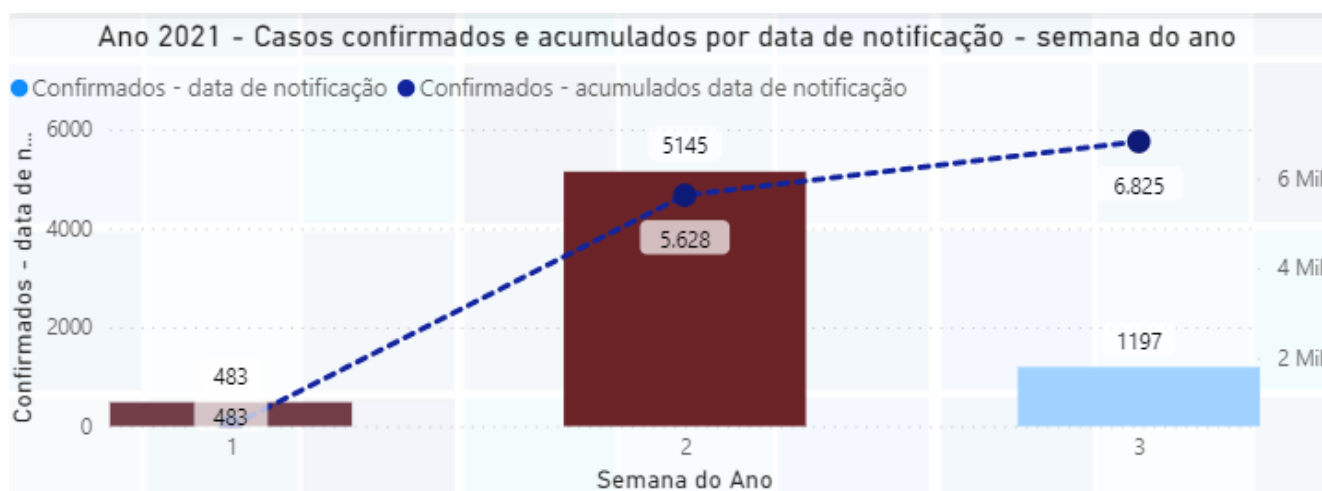 Ano 2021 - Casos confirmados e acumulados por data de notificação - semana do ano
Confirmados - data de notificação Confirmados - acumulados data de notificação
Confirmados - data de n...
6000
4000
2000
0
5145
5.628
6.825
483
483
1197
6 Mil
4 Mil
2 Mil
1 2 3
Semana do Ano